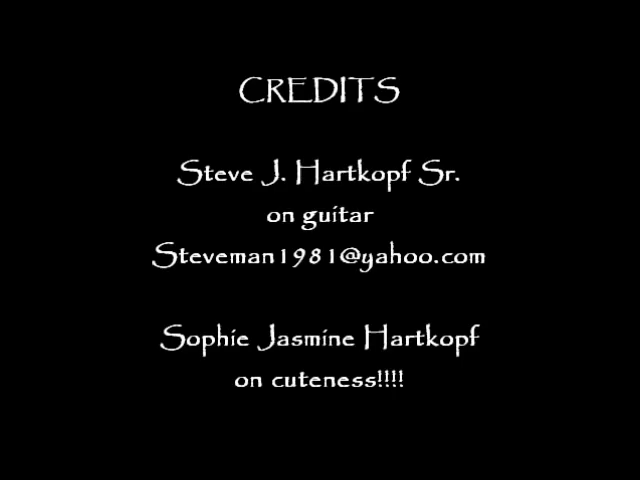 CREDITS
Steve J. Hartkopf Sr.
on guitar
Steveman1981@yahoo.com
Sophie Jasmine Hartkopf
on cuteness!!!!